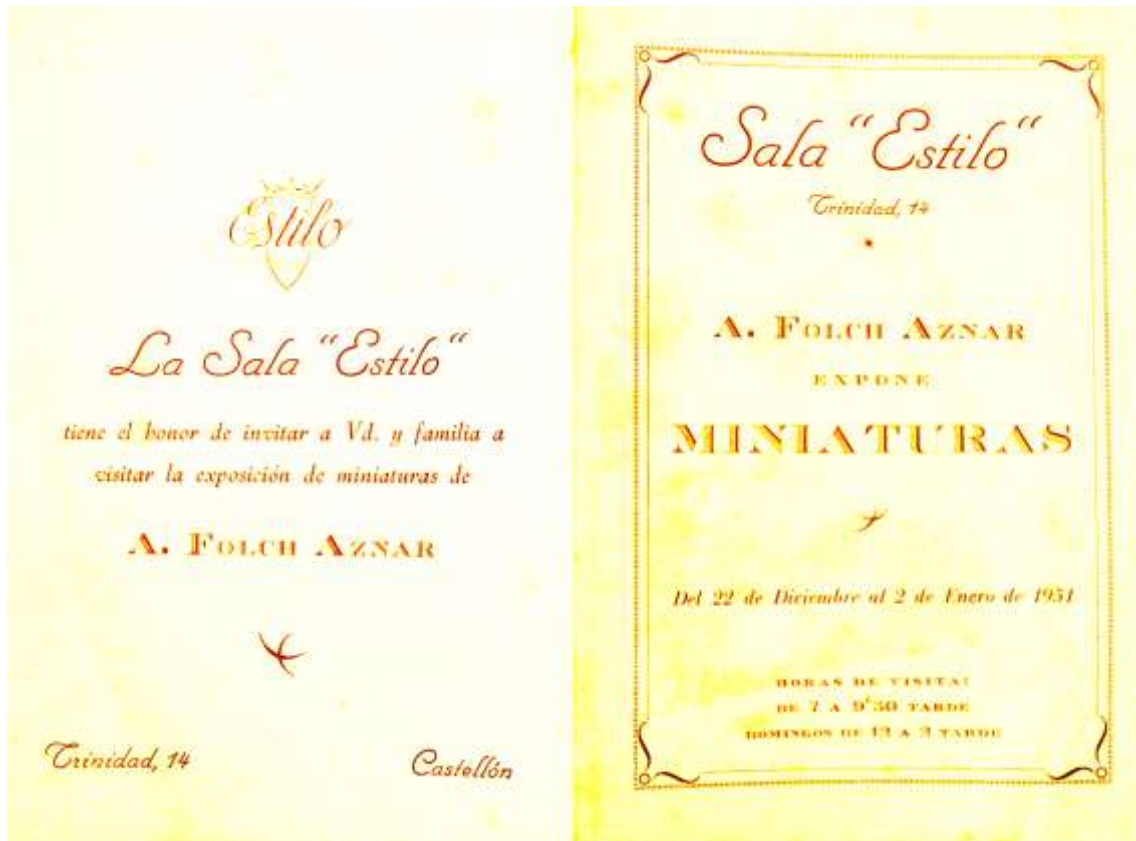 Estilo
La Sala “Estilo“
tiene el honor de invitar a Vd. y familia a
visitar la exposición de miniaturas de
A. FOLCH AZNAR
Trinidad, 14
Castellón
Sala “Estilo“
Trinidad, 14
A. FOLCH AZNAR
EXPONE
MINIATURAS
Del 22 de Diciembre al 2 de Enero de 1951
HORAS DE VISITA:
DE 7 A 9'30 TARDE
DOMINGOS DE A 3 TARDE